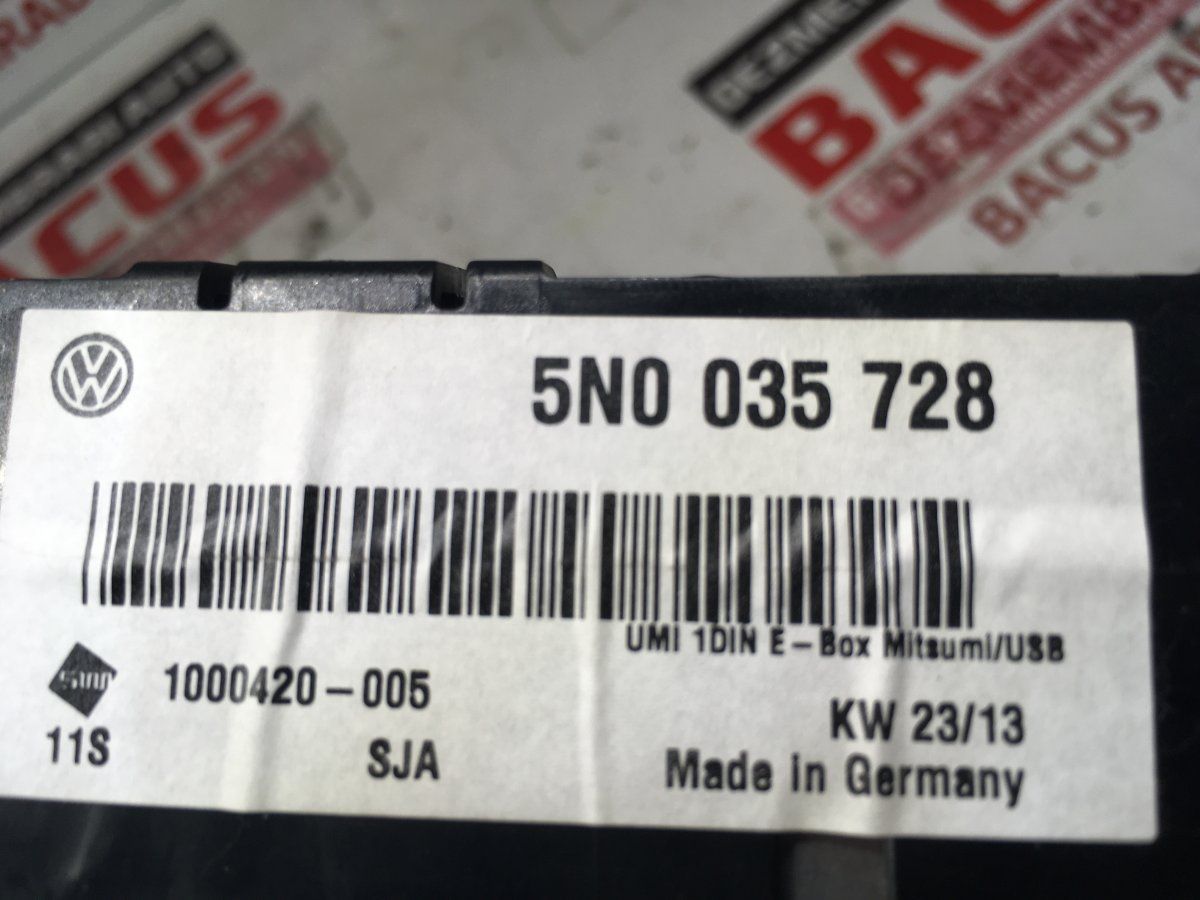 BACUS
DEZMEMB
BACUS A
5N0 035 728
UMI 1DIN E-Box Mitsumi/USB
1000420-005
KW 23/13
11S
SJA
Made in Germany